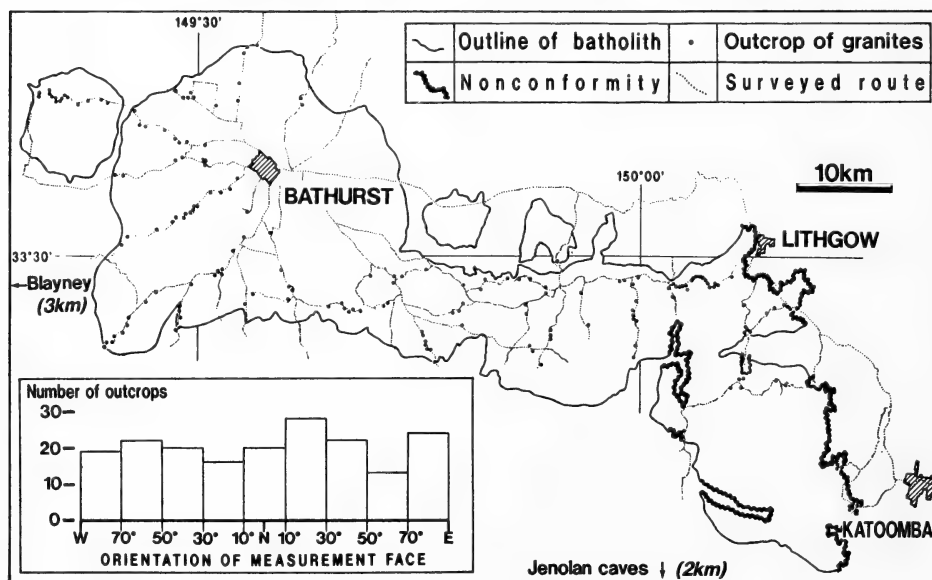 149°30'
Outline of batholith
Outcrop of granites
Nonconformity
Surveyed route
10km
150°00'
BATHURST
LITHGOW
33°30'
Blayney
(3km)
Number of outcrops
30
20
10
0
W 70° 50° 30° 10° N 10° 30° 50° 70° E
ORIENTATION OF MEASUREMENT FACE
KATOOMBA
Jenolan caves ↓ (2km)